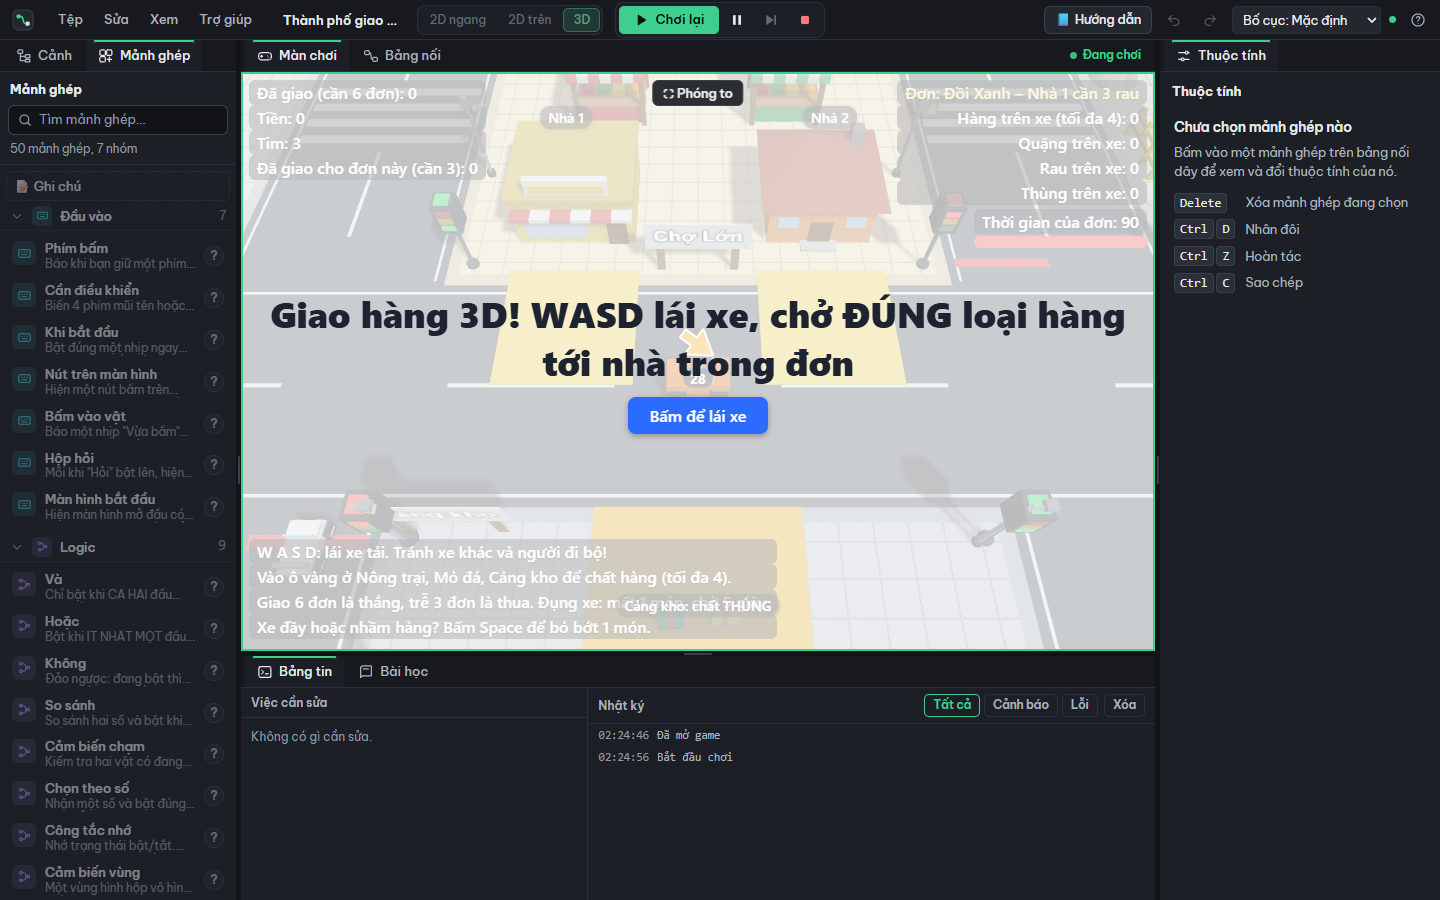 Tệp Sửa Xem Trợ giúp Thành phố giao ... 2D ngang 2D trên 3D Chơi lại Hướng dẫn Bố cục: Mặc định
Cảnh Mảnh ghép
Mảnh ghép
Tìm mảnh ghép...
50 mảnh ghép, 7 nhóm
Ghi chú
Đầu vào 7
Phím bấm
Báo khi bạn giữ một phím... ?
Cần điều khiển
Biến 4 phím mũi tên hoặc... ?
Khi bắt đầu
Bật đúng một nhịp ngay... ?
Nút trên màn hình
Hiện một nút bấm trên... ?
Bấm vào vật
Báo một nhịp "Vừa bấm"... ?
Hộp hỏi
Mỗi khi "Hỏi" bật lên, hiện... ?
Màn hình bắt đầu
Hiện màn hình mở đầu có... ?
Logic 9
Và
Chỉ bật khi CẢ HAI đầu... ?
Hoặc
Bật khi ÍT NHẤT MỘT đầu... ?
Không
Đảo ngược: đang bật thì... ?
So sánh
So sánh hai số và bật khi... ?
Cảm biến chạm
Kiểm tra hai vật có đang... ?
Chọn theo số
Nhận một số và bật đúng... ?
Công tắc nhớ
Nhớ trạng thái bật/tắt.... ?
Cảm biến vùng
Một vùng hình hộp vô hìn... ?
Màn chơi Bảng nối Đang chơi
Đã giao (cần 6 đơn): 0
Tiền: 0
Tim: 3
Đã giao cho đơn này (cần 3): 0
Phóng to
Nhà 1
Nhà 2
Đơn: Đồi Xanh – Nhà 1 cần 3 rau
Hàng trên xe (tối đa 4): 0
Quặng trên xe: 0
Rau trên xe: 0
Thùng trên xe: 0
Thời gian của đơn: 90
Chợ Lớn
Giao hàng 3D! WASD lái xe, chở ĐÚNG loại hàng
tới nhà trong đơn
28
Bấm để lái xe
W A S D: lái xe tải. Tránh xe khác và người đi bộ!
Vào ô vàng ở Nông trại, Mỏ đá, Cảng kho để chất hàng (tối đa 4).
Giao 6 đơn là thắng, trễ 3 đơn là thua. Đụng xe:
Cảng kho: chất THÙNG
Xe đầy hoặc nhầm hàng? Bấm Space để bỏ bớt 1 món.
Bảng tin Bài học
Việc cần sửa
Không có gì cần sửa.
Nhật ký Tất cả Cảnh báo Lỗi Xóa
02:24:46 Đã mở game
02:24:56 Bắt đầu chơi
Thuộc tính
Thuộc tính
Chưa chọn mảnh ghép nào
Bấm vào một mảnh ghép trên bảng nối
dây để xem và đổi thuộc tính của nó.
Delete Xóa mảnh ghép đang chọn
Ctrl D Nhân đôi
Ctrl Z Hoàn tác
Ctrl C Sao chép